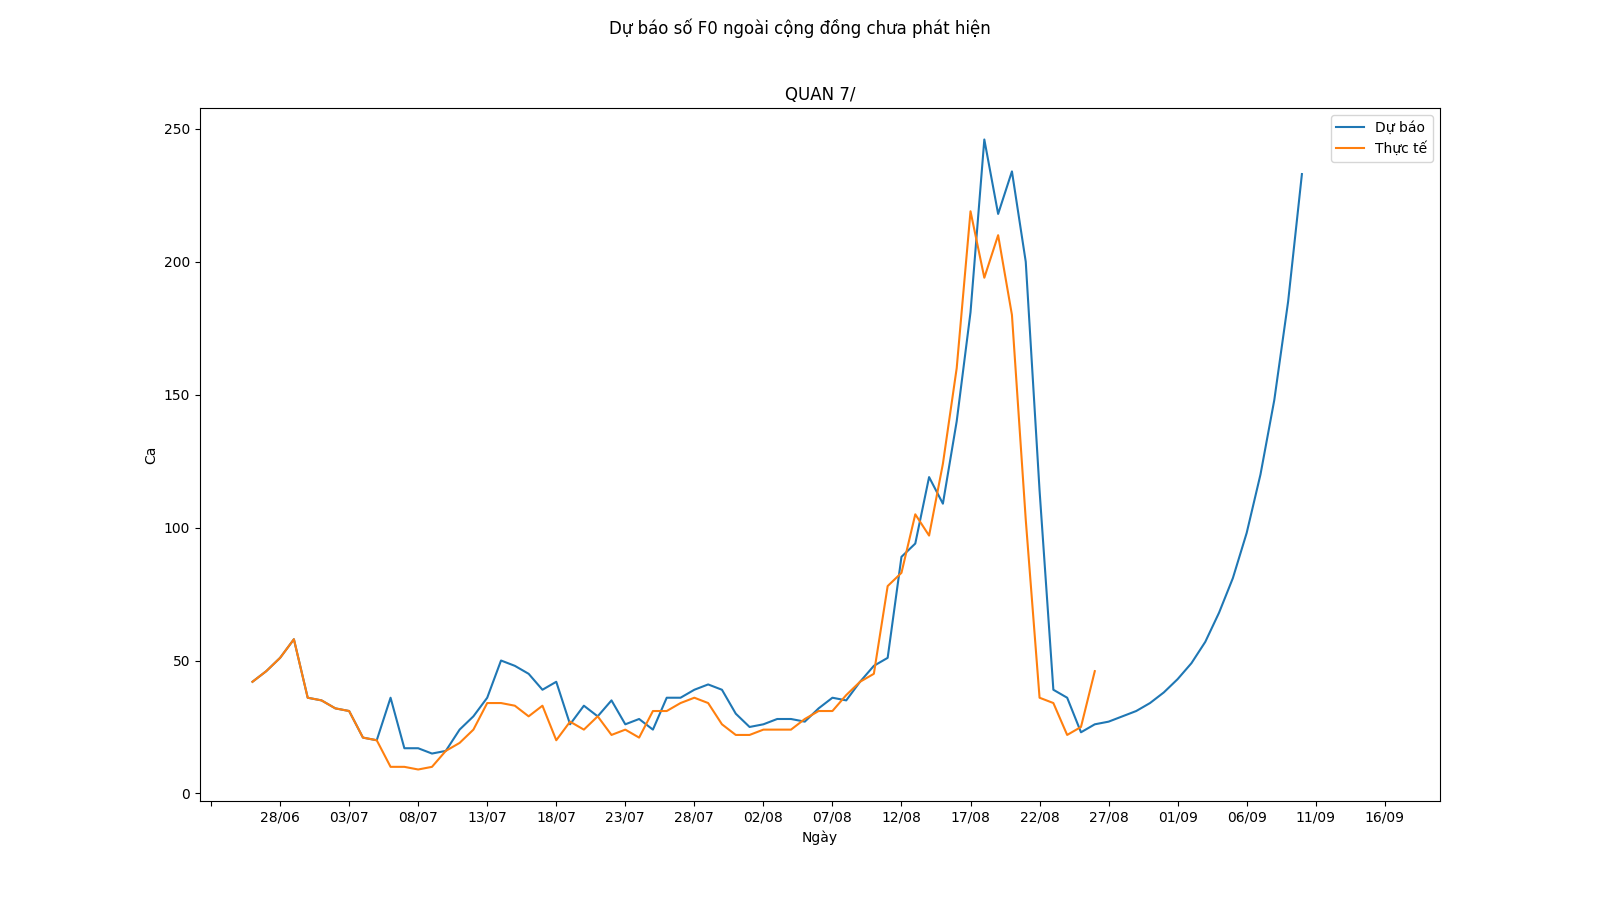 Dự báo số F0 ngoài cộng đồng chưa phát hiện
QUAN 7/
Dự báo
Thực tế
250
200
150
100
50
0
Ca
28/06 03/07 08/07 13/07 18/07 23/07 28/07 02/08 07/08 12/08 17/08 22/08 27/08 01/09 06/09 11/09 16/09
Ngày